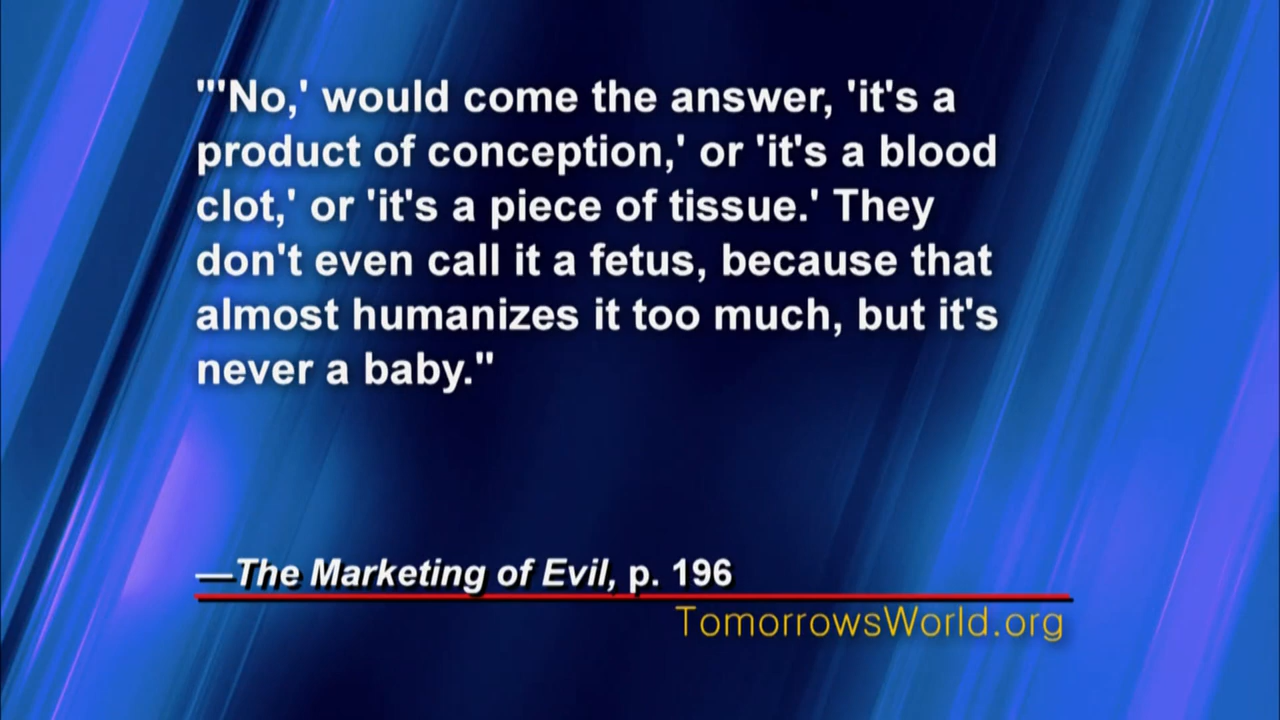 "'"No,' would come the answer, 'it's a
product of conception,' or 'it's a blood
clot,' or 'it's a piece of tissue.' They
don't even call it a fetus, because that
almost humanizes it too much, but it's
never a baby."
—The Marketing of Evil, p. 196
TomorrowsWorld.org